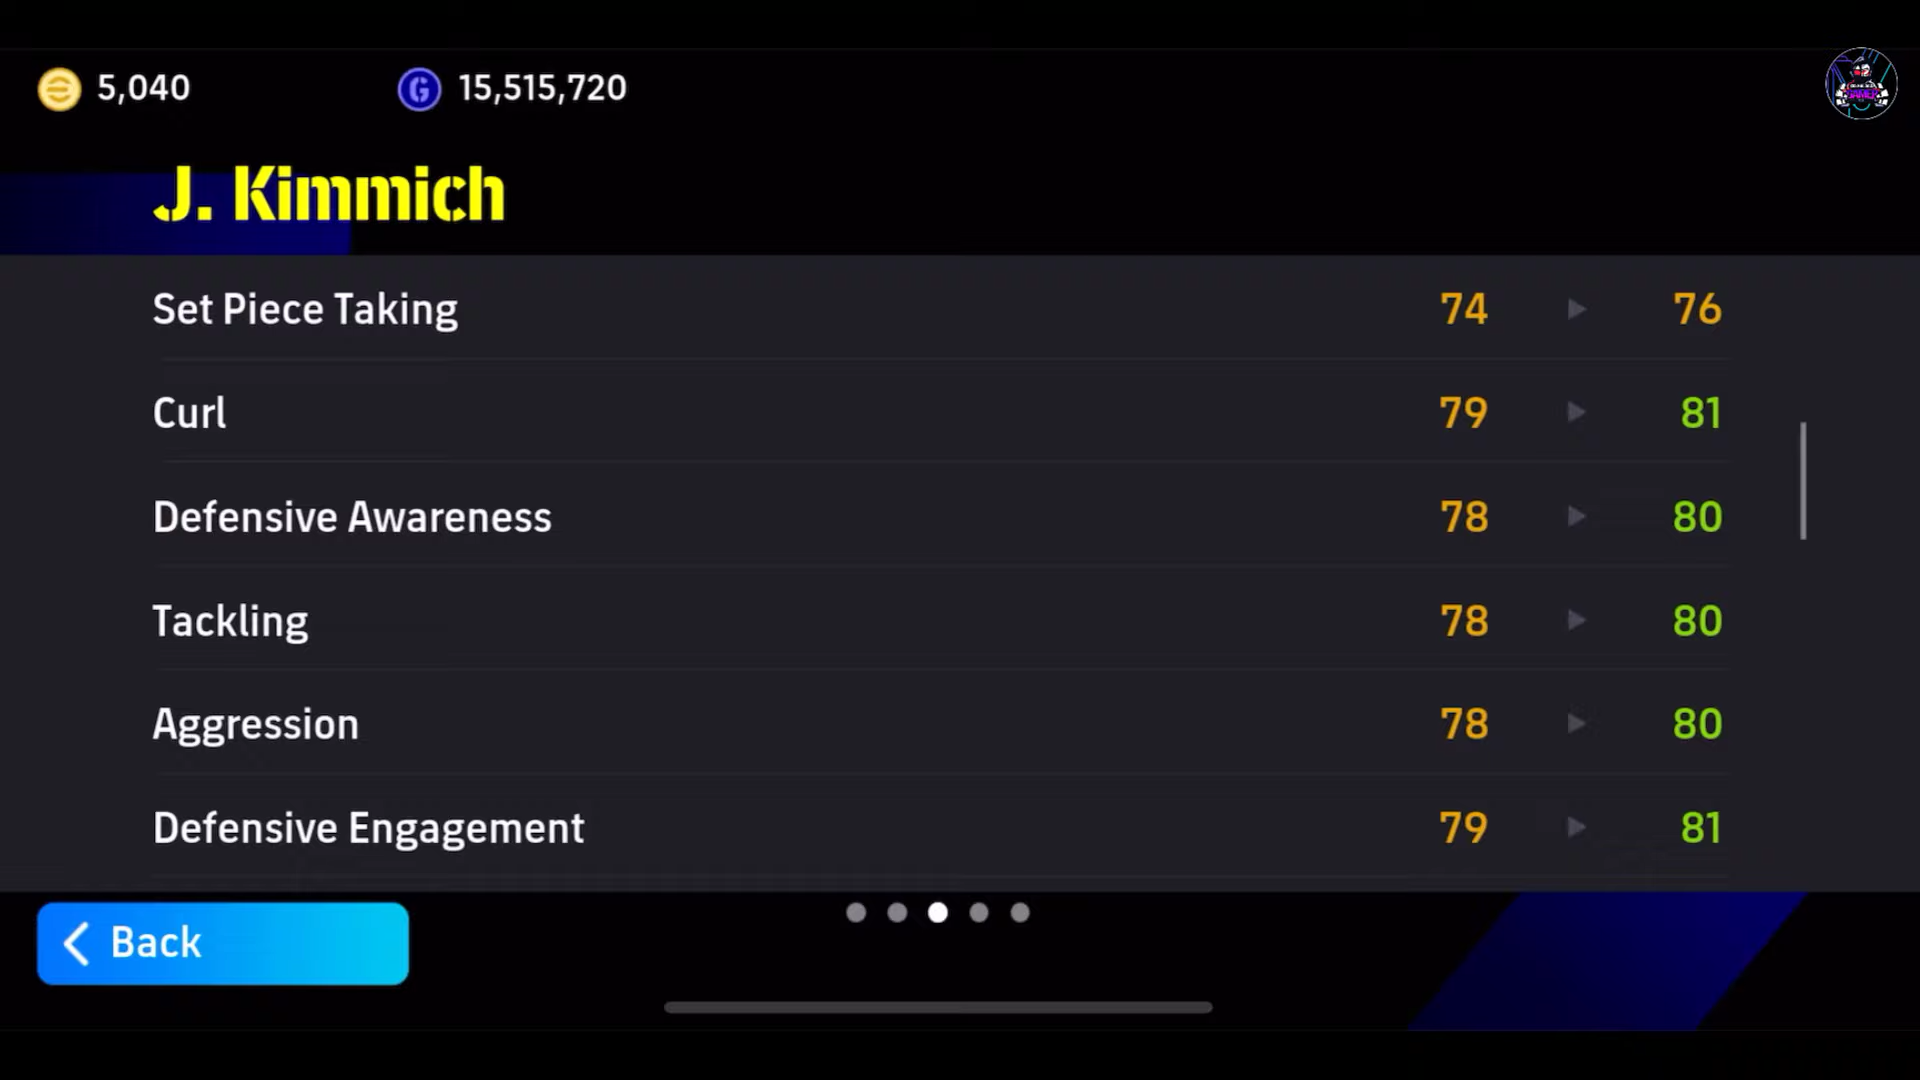 5,040 15,515,720
J. Kimmich
Set Piece Taking 74 76
Curl 79 81
Defensive Awareness 78 80
Tackling 78 80
Aggression 78 80
Defensive Engagement 79 81
Back